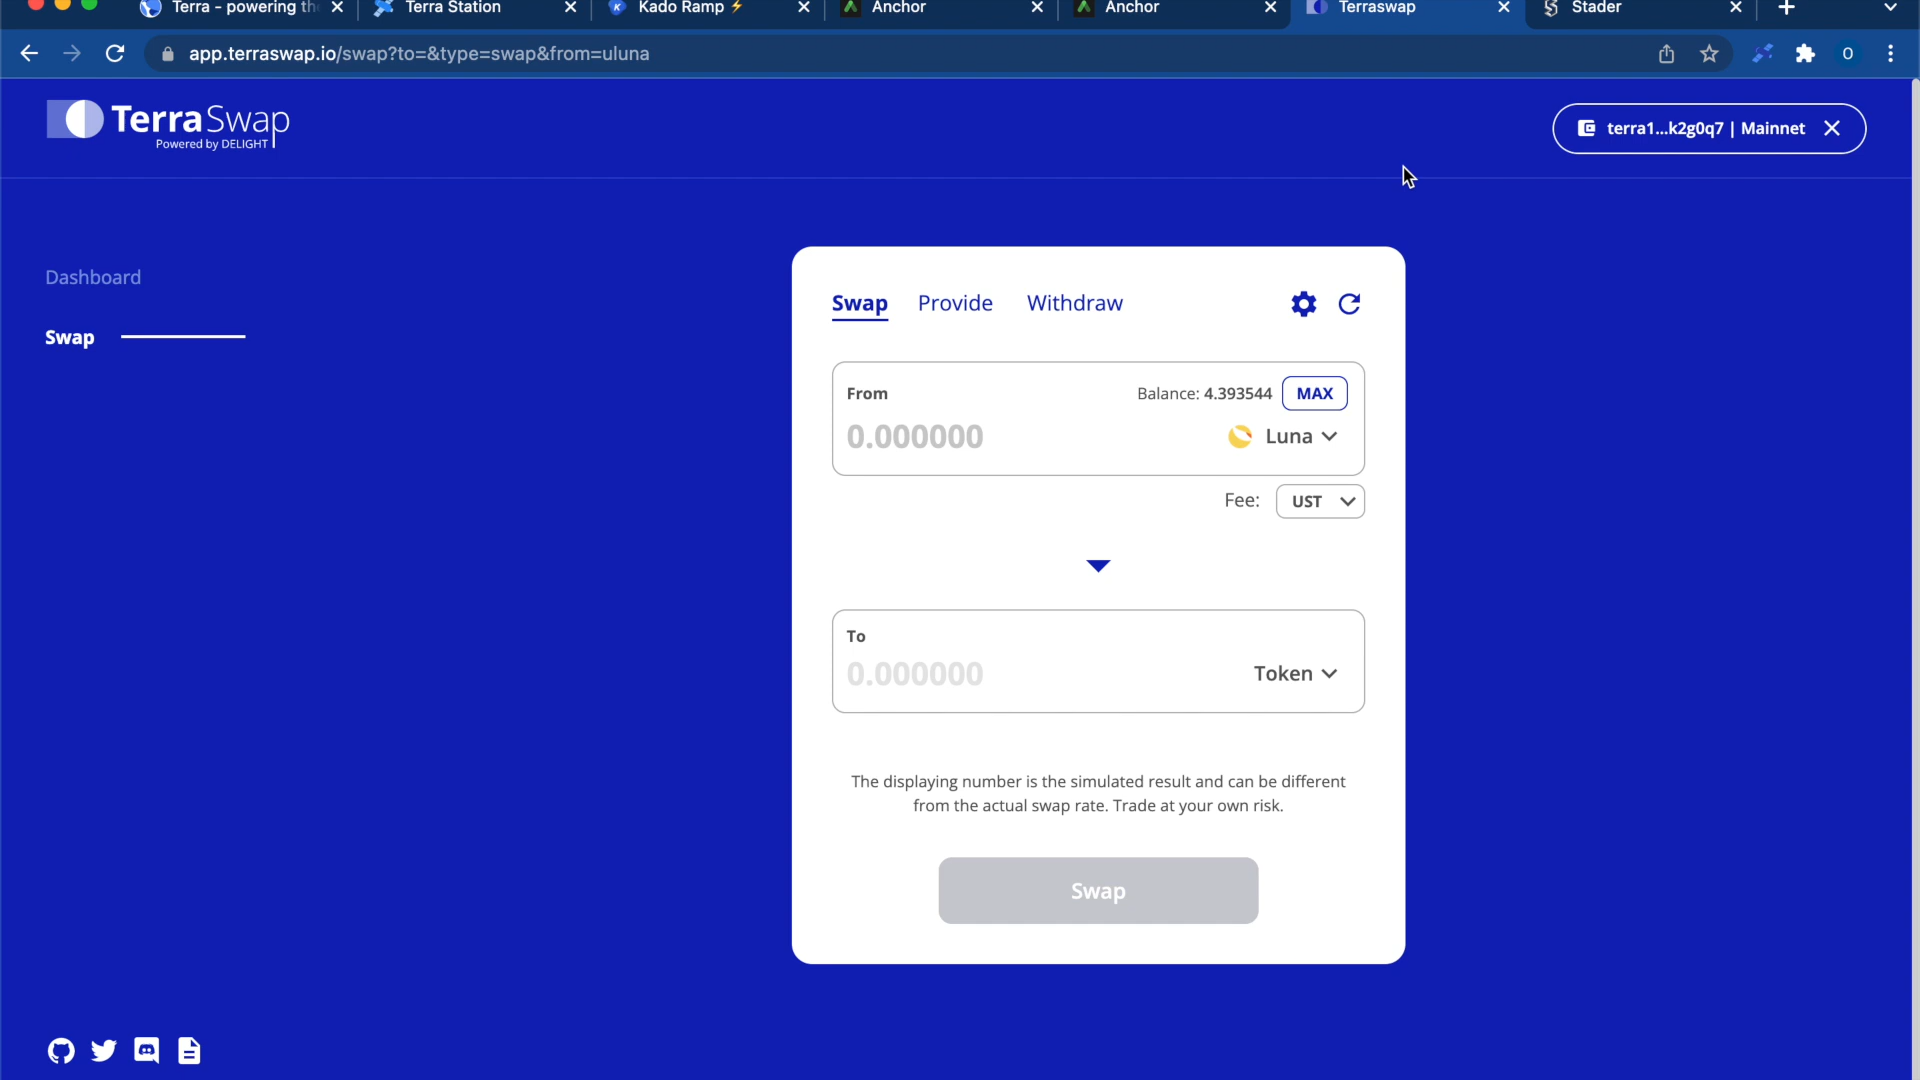 Terra - powering th
Terra Station
Kado Ramp⚡
Anchor
Anchor
Terraswap
Stader
app.terraswap.io/swap?to=&type=swap&from=uluna
O
TerraSwap
Powered by DELIGHT
terra1...k2g0q7 | Mainnet
Dashboard
Swap
Swap
Provide
Withdraw
From
Balance: 4.393544
MAX
0.000000
Luna
Fee:
UST
To
0.000000
Token
The displaying number is the simulated result and can be different
from the actual swap rate. Trade at your own risk.
Swap